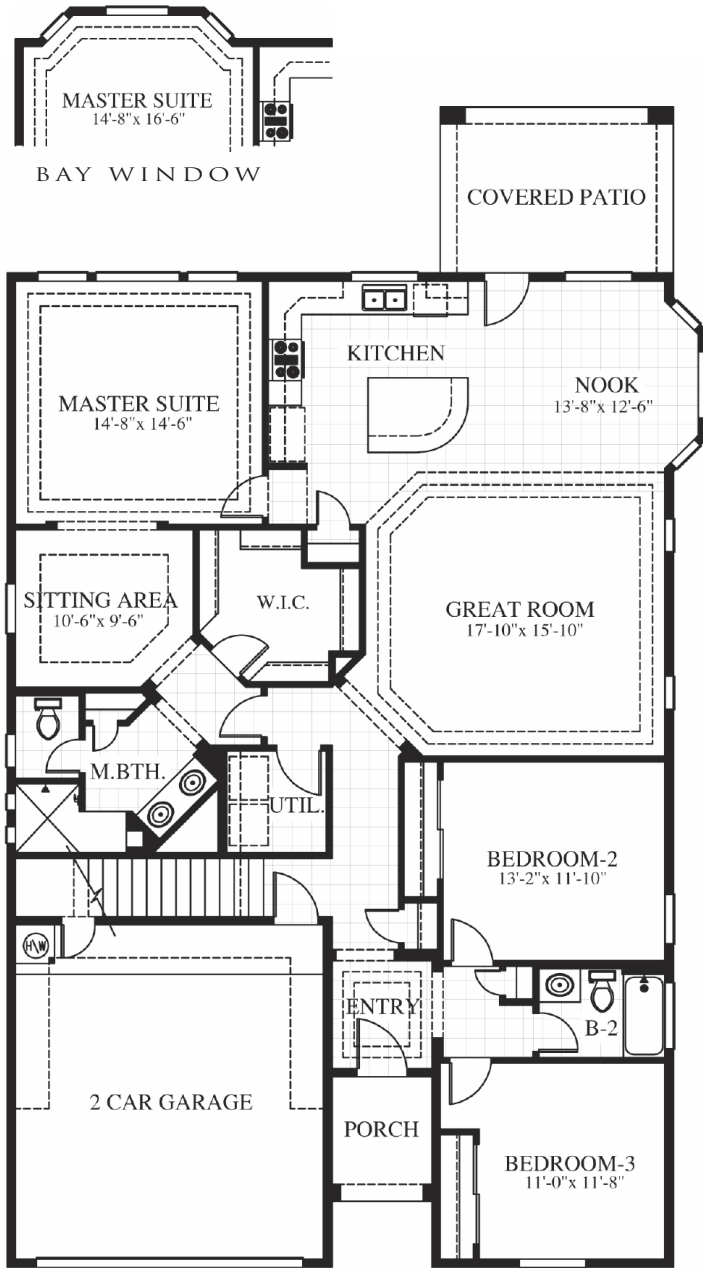 MASTER SUITE
14'-8"x 16'-6"
BAY WINDOW
COVERED PATIO
KITCHEN
NOOK
13'-8"x 12'-6"
MASTER SUITE
14'-8"x 14'-6"
SITTING AREA
10'-6"x 9'-6"
W.I.C.
GREAT ROOM
17'-10"x 15'-10"
M.BTH.
UTIL.
BEDROOM-2
13'-2"x 11'-10"
H\W
ENTRY
B-2
2 CAR GARAGE
PORCH
BEDROOM-3
11'-0"x 11'-8"